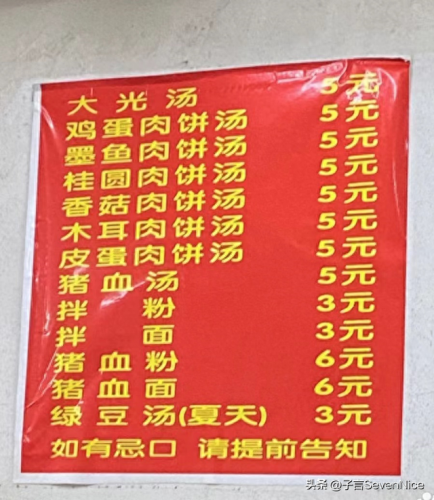 大光汤 5元
鸡蛋肉饼汤 5元
墨鱼肉饼汤 5元
桂圆肉饼汤 5元
香菇肉饼汤 5元
木耳肉饼汤 5元
皮蛋肉饼汤 5元
猪血汤 5元
拌粉 3元
拌面 3元
猪血粉 6元
猪血面 6元
绿豆汤(夏天) 3元
如有忌口 请提前告知
头条 @子言SevenNice